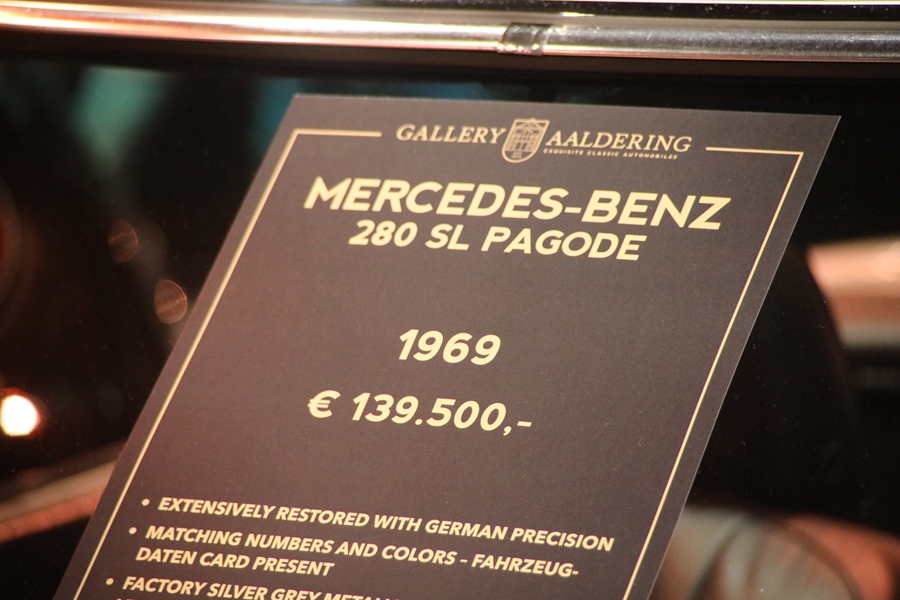 GALLERY AALDERING
EXQUISITE CLASSIC AUTOMOBILES
MERCEDES-BENZ
280 SL PAGODE
1969
€ 139.500,-
• EXTENSIVELY RESTORED WITH GERMAN PRECISION
• MATCHING NUMBERS AND COLORS - FAHRZEUG-
DATEN CARD PRESENT
• FACTORY SILVER GREY